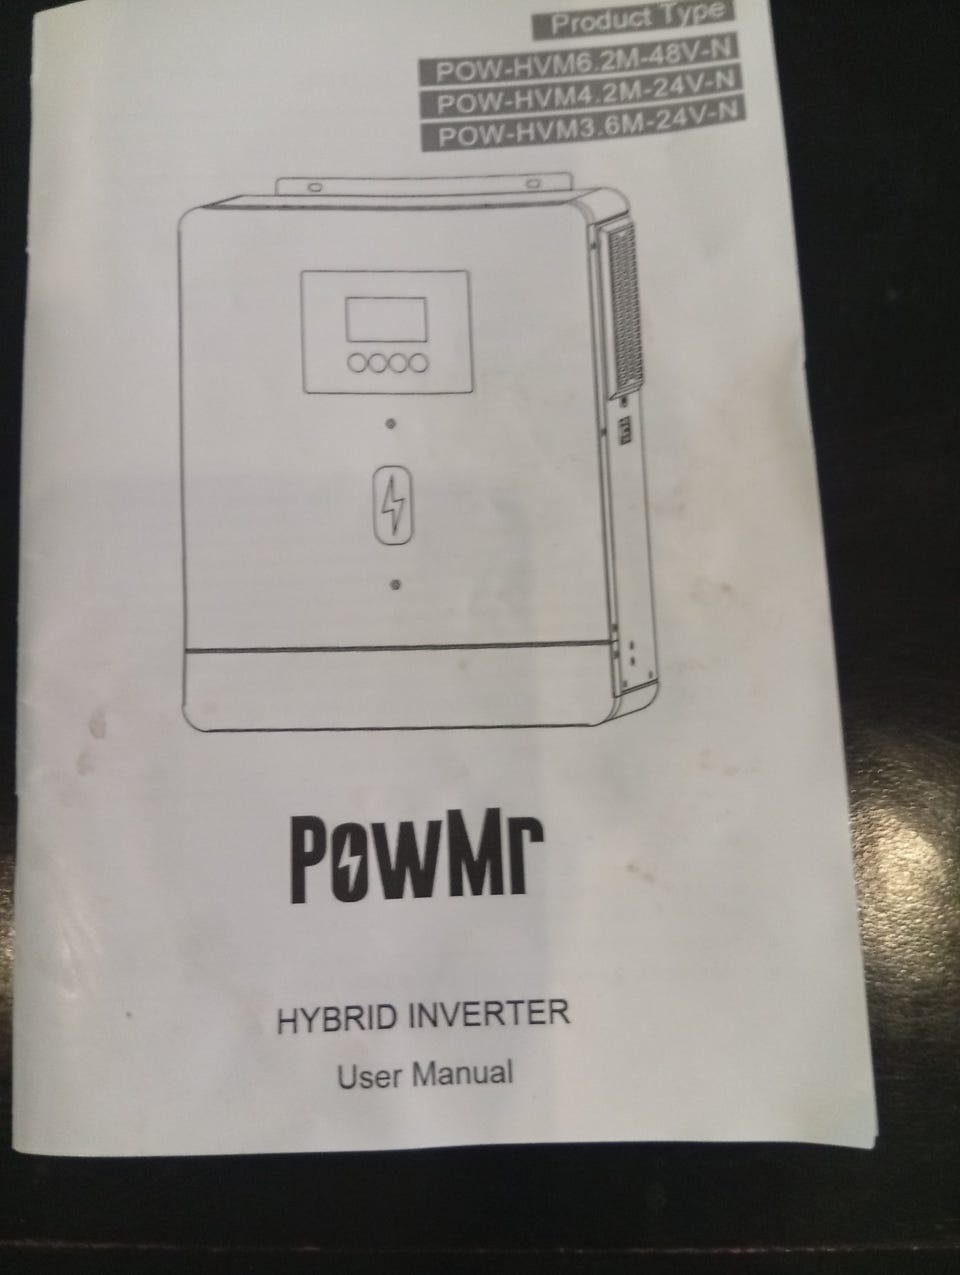 Product Type
POW-HVM6.2M-48V-N
POW-HVM4.2M-24V-N
POW-HVM3.6M-24V-N
PowMr
HYBRID INVERTER
User Manual